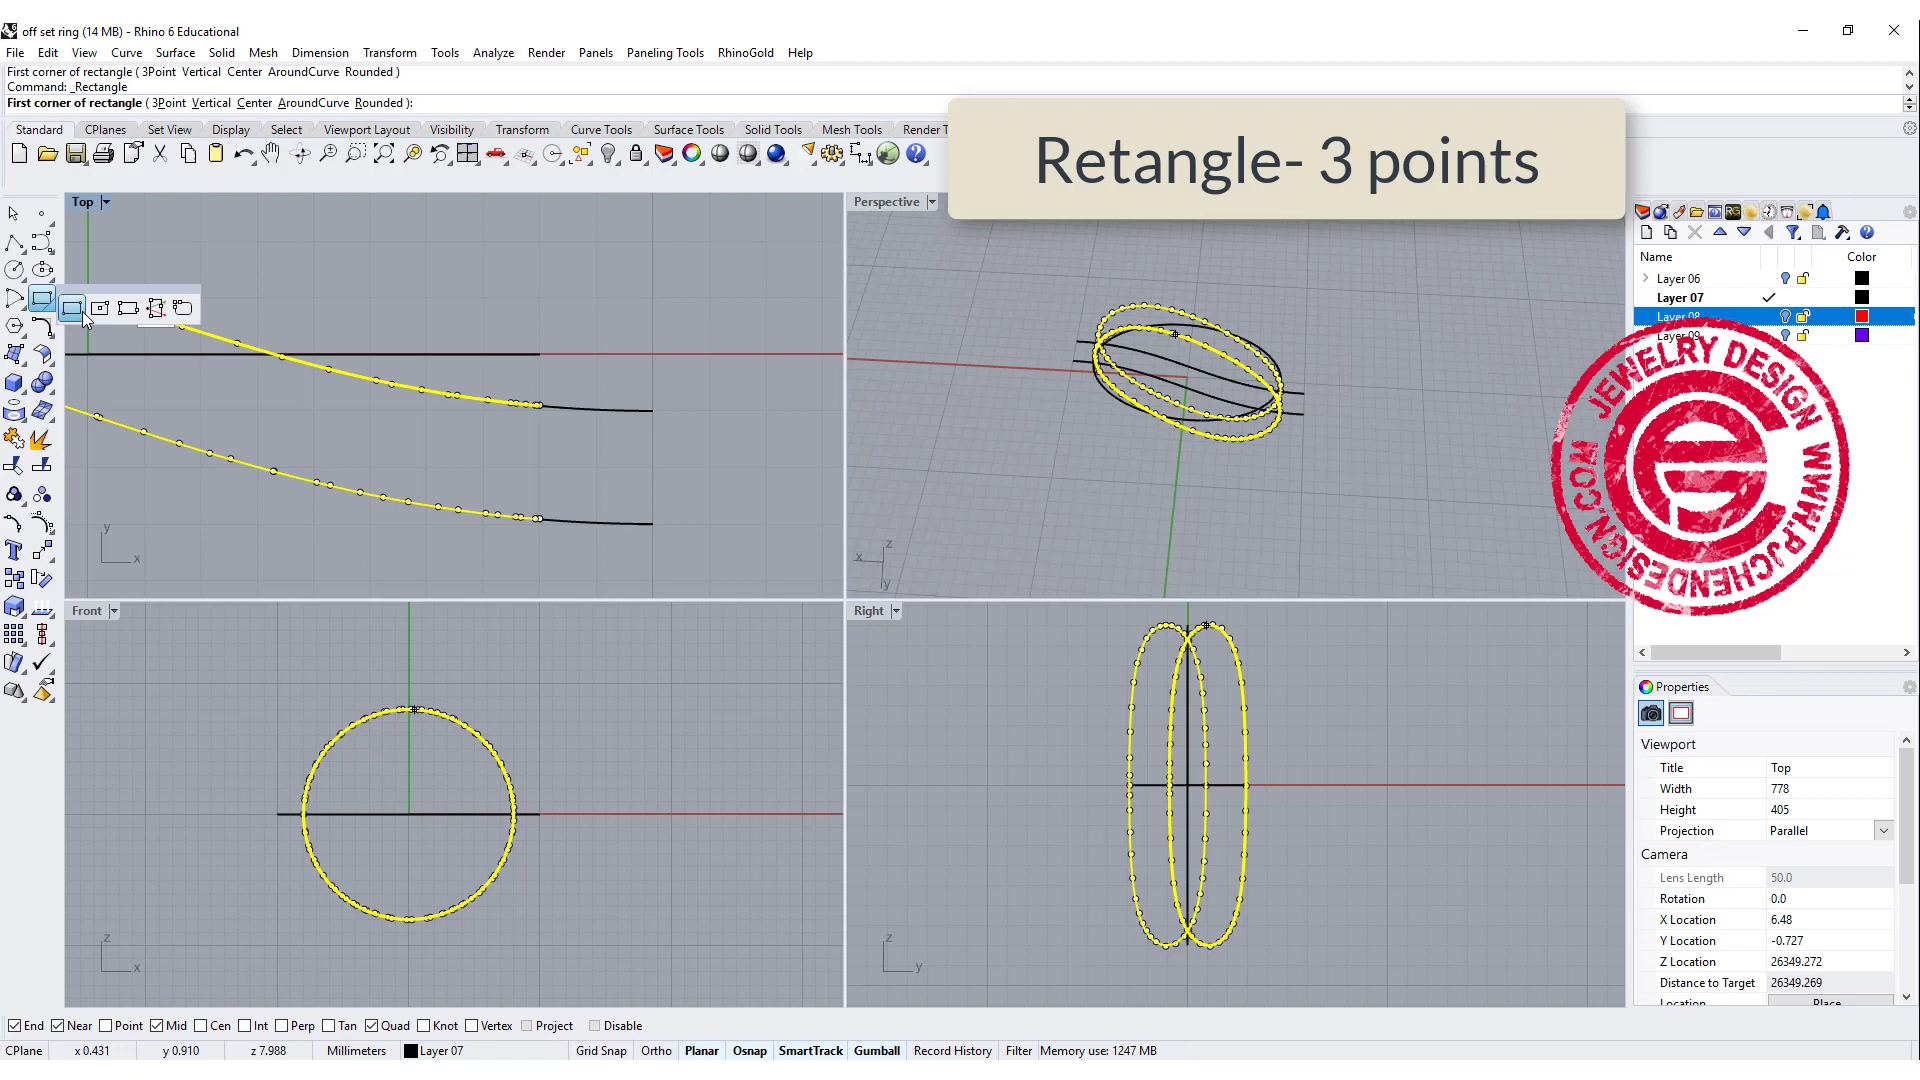 off set ring (14 MB) - Rhino 6 Educational
File Edit View Curve Surface Solid Mesh Dimension Transform Tools Analyze Render Panels Paneling Tools RhinoGold Help
First corner of rectangle ( 3Point Vertical Center AroundCurve Rounded )
Command: _Rectangle
First corner of rectangle ( 3Point Vertical Center AroundCurve Rounded ):
Standard CPlanes Set View Display Select Viewport Layout Visibility Transform Curve Tools Surface Tools Solid Tools Mesh Tools Render T
Retangle- 3 points
Top
Perspective
Name Color
Layer 06
Layer 07
Layer 08
Layer 09
JEWELRY DESIGN WWW.PJCHENDESIGN.COM
y
x
z
x
y
Front
Right
z
x
z
y
Properties
Viewport
Title Top
Width 778
Height 405
Projection Parallel
Camera
Lens Length 50.0
Rotation 0.0
X Location 6.48
Y Location -0.727
Z Location 26349.272
Distance to Target 26349.269
Location Place
End Near Point Mid Cen Int Perp Tan Quad Knot Vertex Project Disable
CPlane x 0.431 y 0.910 z 7.988 Millimeters Layer 07 Grid Snap Ortho Planar Osnap SmartTrack Gumball Record History Filter Memory use: 1247 MB